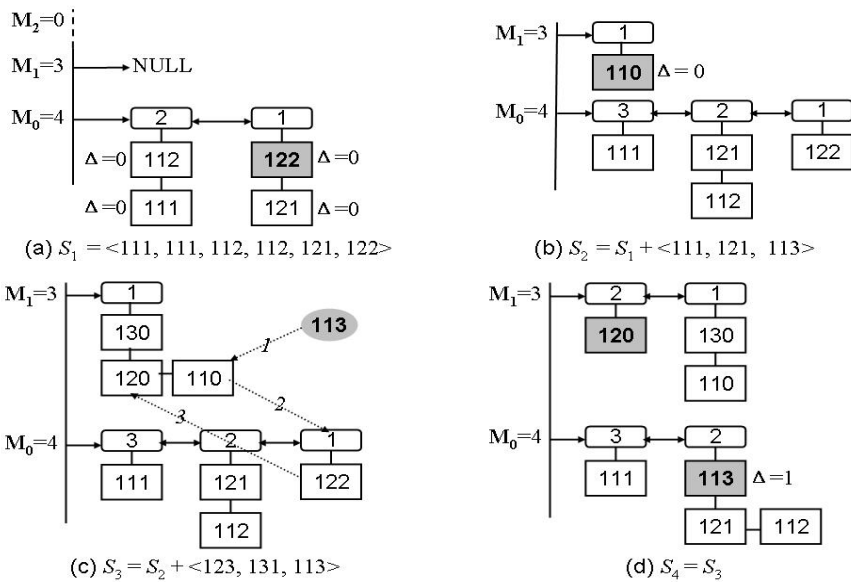 M2=0
M1=3 NULL
M0=4 2 1
Δ=0 112 122 Δ=0
Δ=0 111 121 Δ=0
(a) S1 = <111, 111, 112, 112, 121, 122>
M1=3 1
110 Δ= 0
M0=4 3 2 1
111 121 122
112
(b) S2 = S1 + <111, 121, 113>
M1=3 1
130 113
1
120 110
2
3
M0=4 3 2 1
111 121 122
112
(c) S3 = S2 + <123, 131, 113>
M1=3 2 1
120 130
110
M0=4 3 2
111 113 Δ=1
121 112
(d) S4 = S3